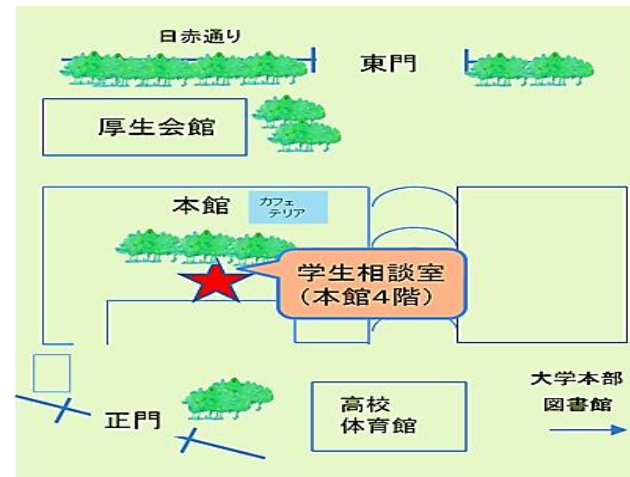 日赤通り
東門
厚生会館
本館
カフェ
テリア
学生相談室
(本館4階)
大学本部
図書館
高校
体育館
正門